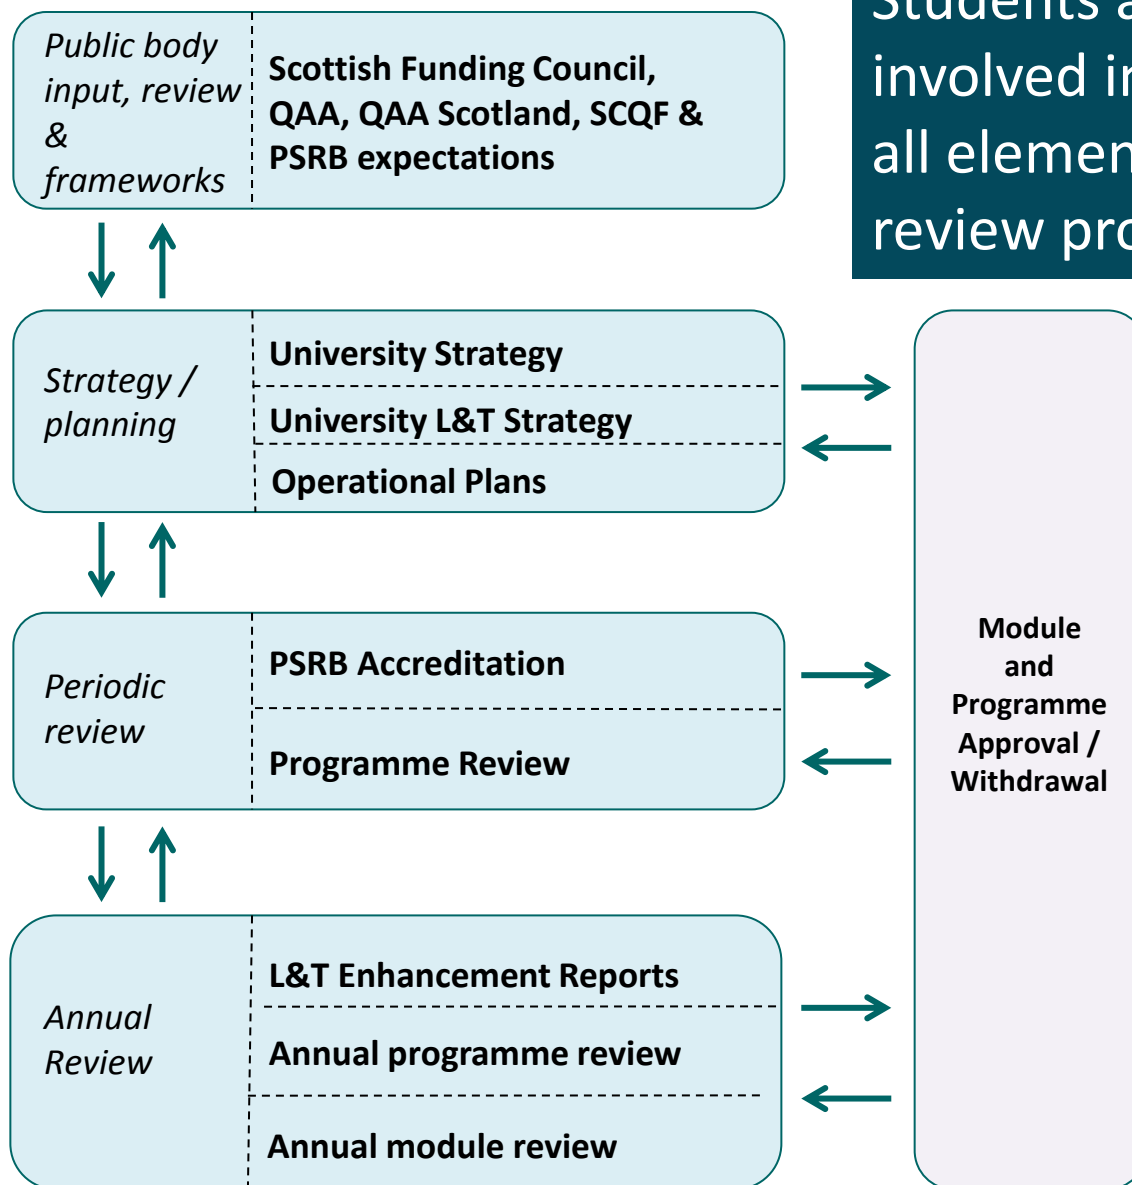 Public body
input, review
&
frameworks
Scottish Funding Council,
QAA, QAA Scotland, SCQF &
PSRB expectations
Students
involved
all
review
Strategy /
planning
University Strategy
University L&T Strategy
Operational Plans
Periodic
review
PSRB Accreditation
Programme Review
Module
and
Programme
Approval /
Withdrawal
Annual
Review
L&T Enhancement Reports
Annual programme review
Annual module review